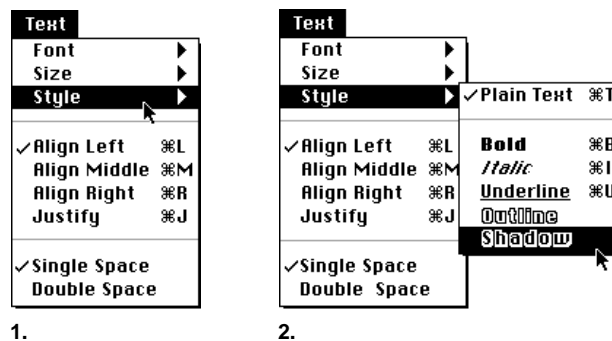 Text
Font
Size
Style
✓Align Left ⌘L
Align Middle ⌘M
Align Right ⌘R
Justify ⌘J
✓Single Space
Double Space
1.
Text
Font
Size
Style
✓Align Left ⌘L
Align Middle ⌘M
Align Right ⌘R
Justify ⌘J
✓Single Space
Double Space
✓Plain Text ⌘T
Bold ⌘B
Italic ⌘I
Underline ⌘U
Outline
Shadow
2.